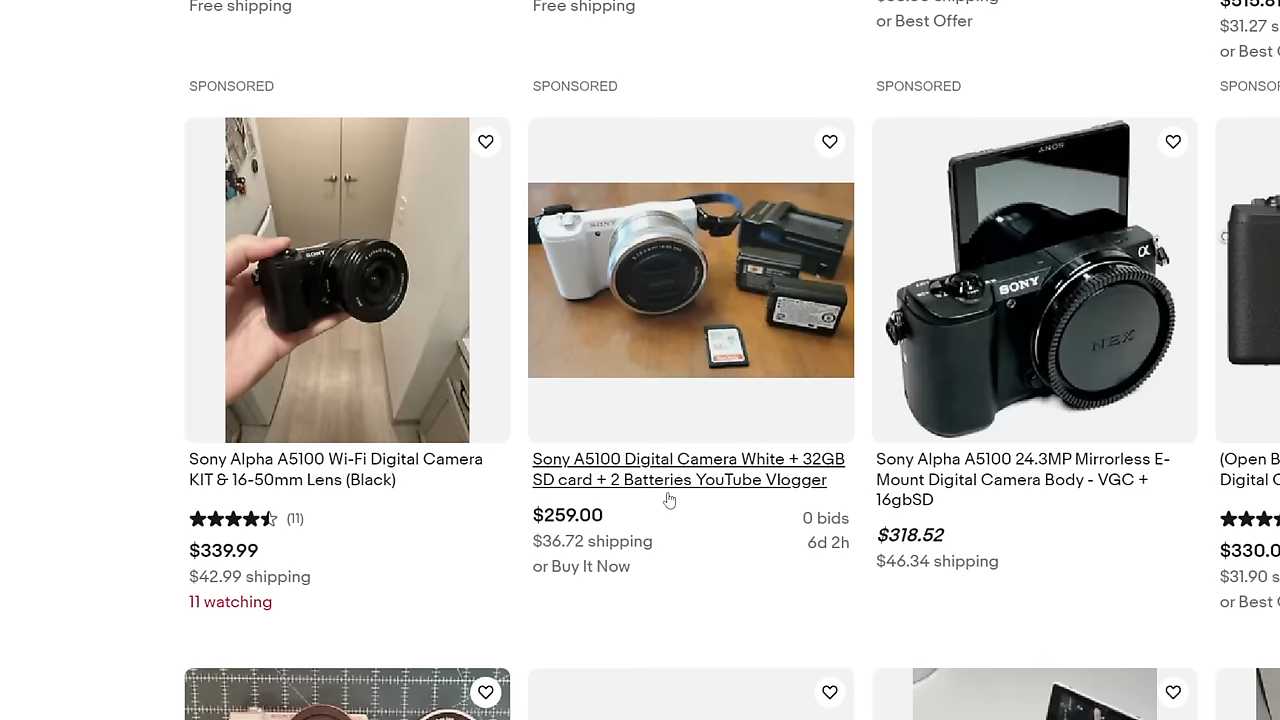 Free shipping
Free shipping
or Best Offer
$31.27 s
or Best
SPONSORED
SPONSORED
SPONSORED
SPONSO
SONY
SONY
SONY
SONY
α
NEX
Sony Alpha A5100 Wi-Fi Digital Camera
KIT & 16-50mm Lens (Black)
(11)
$339.99
$42.99 shipping
11 watching
Sony A5100 Digital Camera White + 32GB
SD card + 2 Batteries YouTube Vlogger
$259.00
0 bids
$36.72 shipping
6d 2h
or Buy It Now
Sony Alpha A5100 24.3MP Mirrorless E-
Mount Digital Camera Body - VGC +
16gbSD
$318.52
$46.34 shipping
(Open B
Digital
$330.0
$31.90 s
or Best